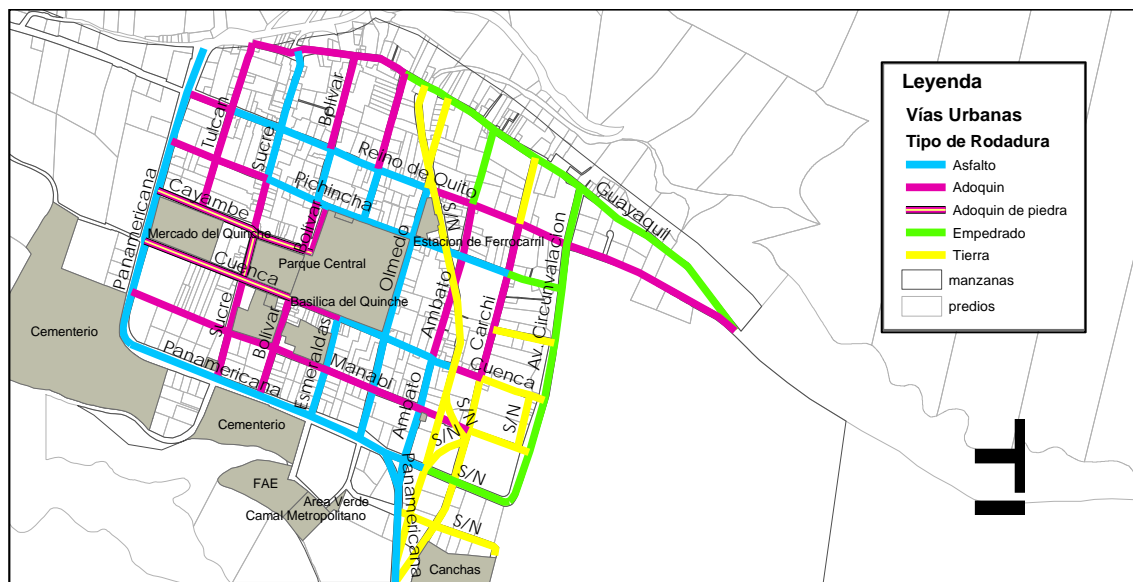 Leyenda
Vías Urbanas
Tipo de Rodadura
Asfalto
Adoquin
Adoquin de piedra
Empedrado
Tierra
manzanas
predios
Tulcan
Sucre
Bolivar
Reino de Quito
Pichincha
Guayaquil
Panamericana
Cayambe
Mercado del Quinche
Bolivar
S/N
Estacion de Ferrocarril
Parque Central
Olmedo
Cuenca
Basilica del Quinche
Ambato
Carchi
Av. Circunvalacion
Cementerio
Sucre
Bolivar
Esmeraldas
Manabi
Cuenca
Panamericana
Ambato
S/N
S/N
S/N
Cementerio
S/N
FAE
Area Verde
Camal Metropolitano
Panamericana
S/N
Canchas